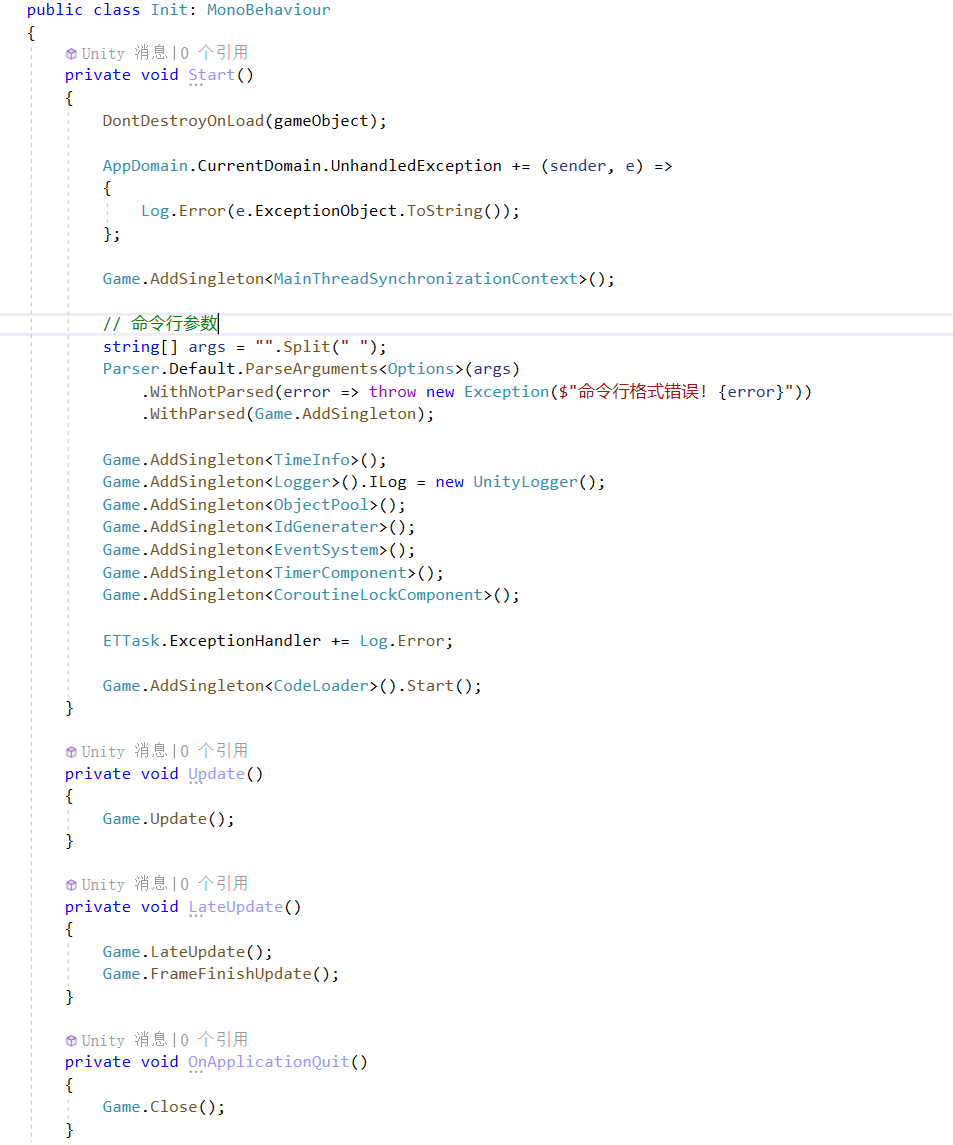 public class Init: MonoBehaviour
{
Unity 消息|0 个引用
private void Start()
{
DontDestroyOnLoad(gameObject);
AppDomain.CurrentDomain.UnhandledException += (sender, e) =>
{
Log.Error(e.ExceptionObject.ToString());
};
Game.AddSingleton<MainThreadSynchronizationContext>();
// 命令行参数
string[] args = "".Split(" ");
Parser.Default.ParseArguments<Options>(args)
.WithNotParsed(error => throw new Exception($"命令行格式错误! {error}"))
.WithParsed(Game.AddSingleton);
Game.AddSingleton<TimeInfo>();
Game.AddSingleton<Logger>().ILog = new UnityLogger();
Game.AddSingleton<ObjectPool>();
Game.AddSingleton<IdGenerater>();
Game.AddSingleton<EventSystem>();
Game.AddSingleton<TimerComponent>();
Game.AddSingleton<CoroutineLockComponent>();
ETTask.ExceptionHandler += Log.Error;
Game.AddSingleton<CodeLoader>().Start();
}
Unity 消息|0 个引用
private void Update()
{
Game.Update();
}
Unity 消息|0 个引用
private void LateUpdate()
{
Game.LateUpdate();
Game.FrameFinishUpdate();
}
Unity 消息|0 个引用
private void OnApplicationQuit()
{
Game.Close();
}